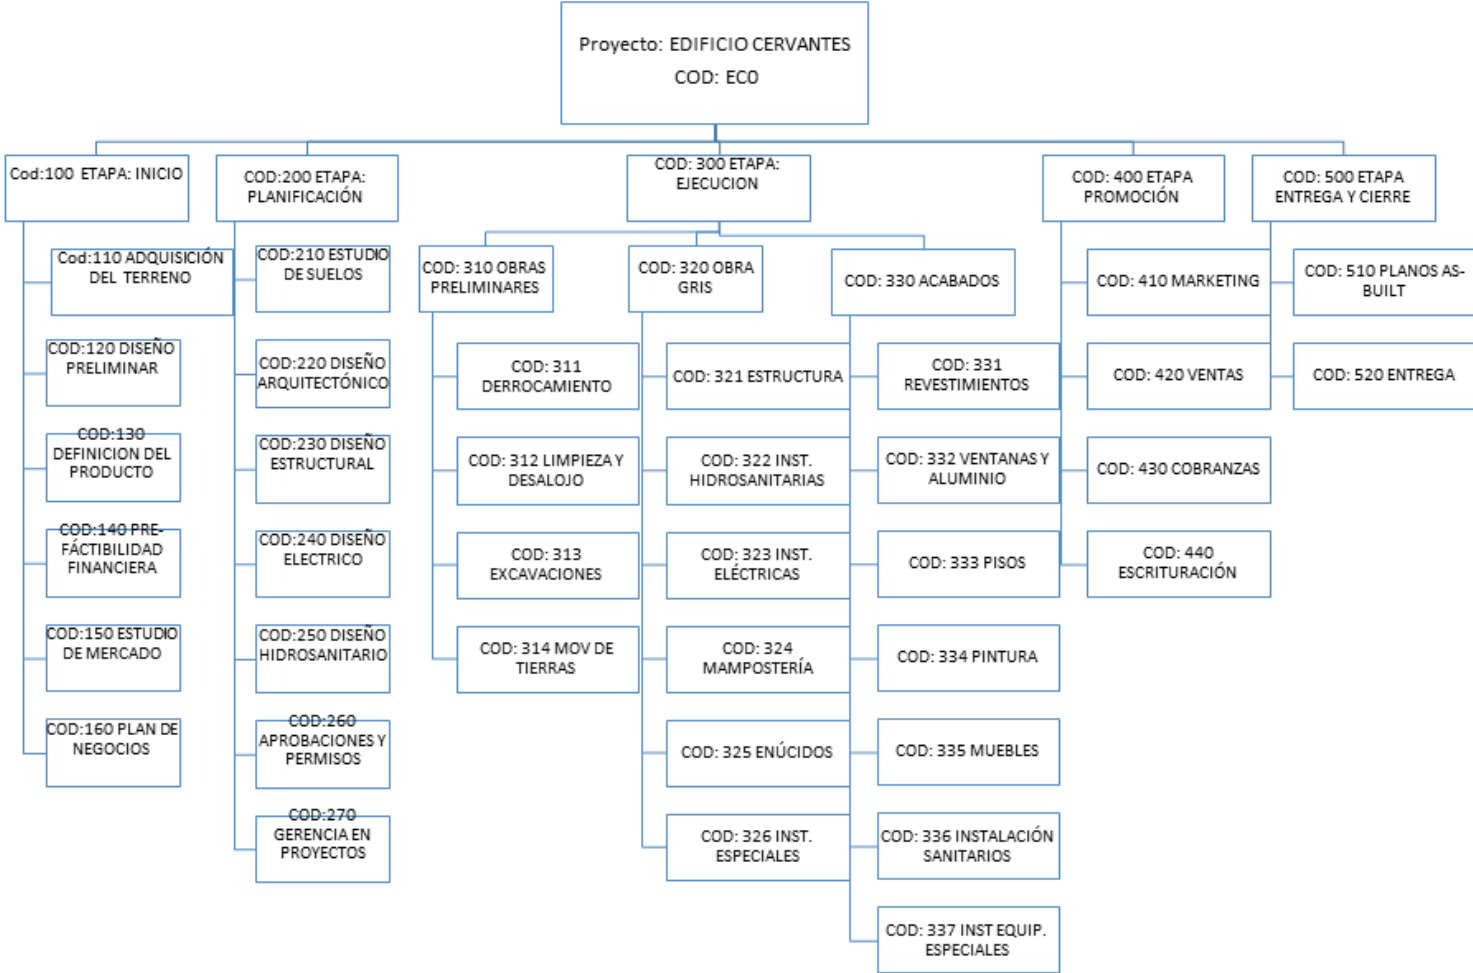 Proyecto: EDIFICIO CERVANTES
COD: EC0
Cod:100 ETAPA: INICIO
Cod:110 ADQUISICIÓN
DEL TERRENO
COD:120 DISEÑO
PRELIMINAR
COD:130
DEFINICION DEL
PRODUCTO
COD:140 PRE-
FÁCTIBILIDAD
FINANCIERA
COD:150 ESTUDIO
DE MERCADO
COD:160 PLAN DE
NEGOCIOS
COD:200 ETAPA:
PLANIFICACIÓN
COD:210 ESTUDIO
DE SUELOS
COD:220 DISEÑO
ARQUITECTÓNICO
COD:230 DISEÑO
ESTRUCTURAL
COD:240 DISEÑO
ELECTRICO
COD:250 DISEÑO
HIDROSANITARIO
COD:260
APROBACIONES Y
PERMISOS
COD:270
GERENCIA EN
PROYECTOS
COD: 300 ETAPA:
EJECUCION
COD: 310 OBRAS
PRELIMINARES
COD: 311
DERROCAMIENTO
COD: 312 LIMPIEZA Y
DESALOJO
COD: 313
EXCAVACIONES
COD: 314 MOV DE
TIERRAS
COD: 320 OBRA
GRIS
COD: 321 ESTRUCTURA
COD: 322 INST.
HIDROSANITARIAS
COD: 323 INST.
ELÉCTRICAS
COD: 324
MAMPOSTERÍA
COD: 325 ENÚCIDOS
COD: 326 INST.
ESPECIALES
COD: 330 ACABADOS
COD: 331
REVESTIMIENTOS
COD: 332 VENTANAS Y
ALUMINIO
COD: 333 PISOS
COD: 334 PINTURA
COD: 335 MUEBLES
COD: 336 INSTALACIÓN
SANITARIOS
COD: 337 INST EQUIP.
ESPECIALES
COD: 400 ETAPA
PROMOCIÓN
COD: 410 MARKETING
COD: 420 VENTAS
COD: 430 COBRANZAS
COD: 440
ESCRITURACIÓN
COD: 500 ETAPA
ENTREGA Y CIERRE
COD: 510 PLANOS AS-
BUILT
COD: 520 ENTREGA